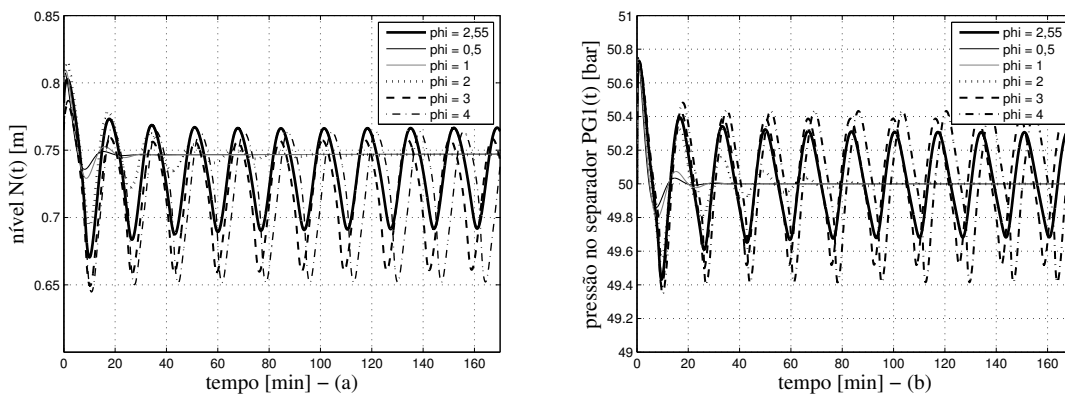 0.85
0.8
0.75
0.7
0.65
0 20 40 60 80 100 120 140 160
nível N(t) [m]
tempo [min] – (a)
phi = 2,55
phi = 0,5
phi = 1
phi = 2
phi = 3
phi = 4
51
50.8
50.6
50.4
50.2
50
49.8
49.6
49.4
49.2
49
0 20 40 60 80 100 120 140 160
pressão no separador PG1(t) [bar]
tempo [min] – (b)
phi = 2,55
phi = 0,5
phi = 1
phi = 2
phi = 3
phi = 4